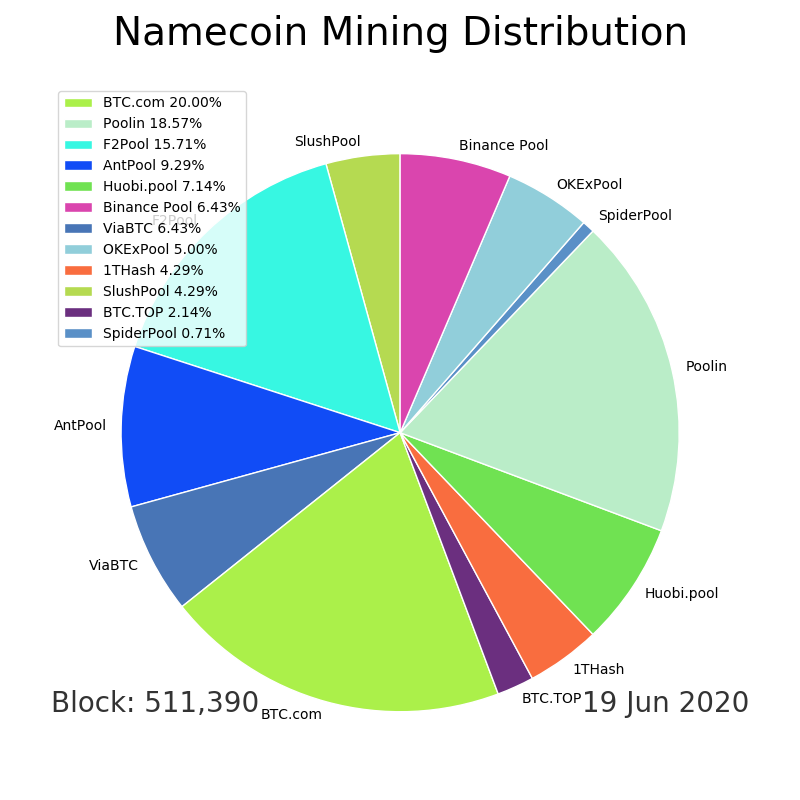 Namecoin Mining Distribution
BTC.com 20.00%
Poolin 18.57%
F2Pool 15.71%
AntPool 9.29%
Huobi.pool 7.14%
Binance Pool 6.43%
ViaBTC 6.43%
OKExPool 5.00%
1THash 4.29%
SlushPool 4.29%
BTC.TOP 2.14%
SpiderPool 0.71%
SlushPool
Binance Pool
OKExPool
SpiderPool
F2Pool
Poolin
AntPool
ViaBTC
Huobi.pool
1THash
BTC.TOP
BTC.com
Block: 511,390
19 Jun 2020